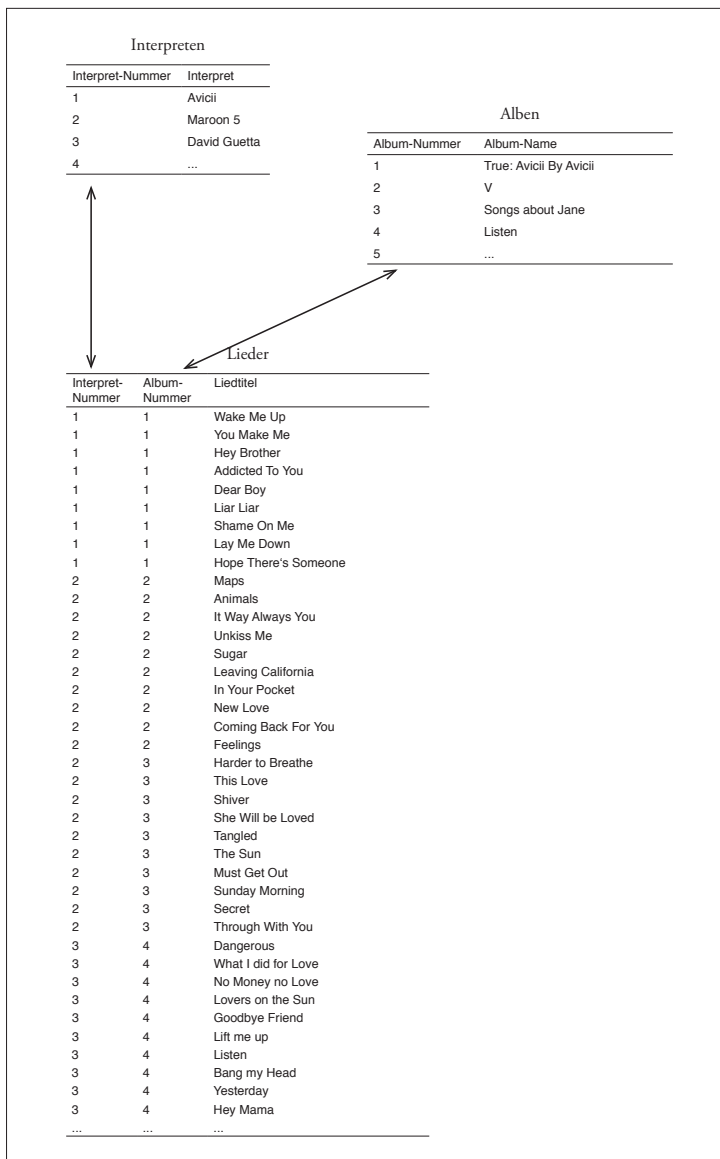 Interpreten
Interpret-Nummer Interpret
1 Avicii
2 Maroon 5
3 David Guetta
4 ...
Alben
Album-Nummer Album-Name
1 True: Avicii By Avicii
2 V
3 Songs about Jane
4 Listen
5 ...
Lieder
Interpret- Album- Liedtitel
Nummer Nummer
1 1 Wake Me Up
1 1 You Make Me
1 1 Hey Brother
1 1 Addicted To You
1 1 Dear Boy
1 1 Liar Liar
1 1 Shame On Me
1 1 Lay Me Down
1 1 Hope There's Someone
2 2 Maps
2 2 Animals
2 2 It Way Always You
2 2 Unkiss Me
2 2 Sugar
2 2 Leaving California
2 2 In Your Pocket
2 2 New Love
2 2 Coming Back For You
2 2 Feelings
2 3 Harder to Breathe
2 3 This Love
2 3 Shiver
2 3 She Will be Loved
2 3 Tangled
2 3 The Sun
2 3 Must Get Out
2 3 Sunday Morning
2 3 Secret
2 3 Through With You
3 4 Dangerous
3 4 What I did for Love
3 4 No Money no Love
3 4 Lovers on the Sun
3 4 Goodbye Friend
3 4 Lift me up
3 4 Listen
3 4 Bang my Head
3 4 Yesterday
3 4 Hey Mama
... ... ...